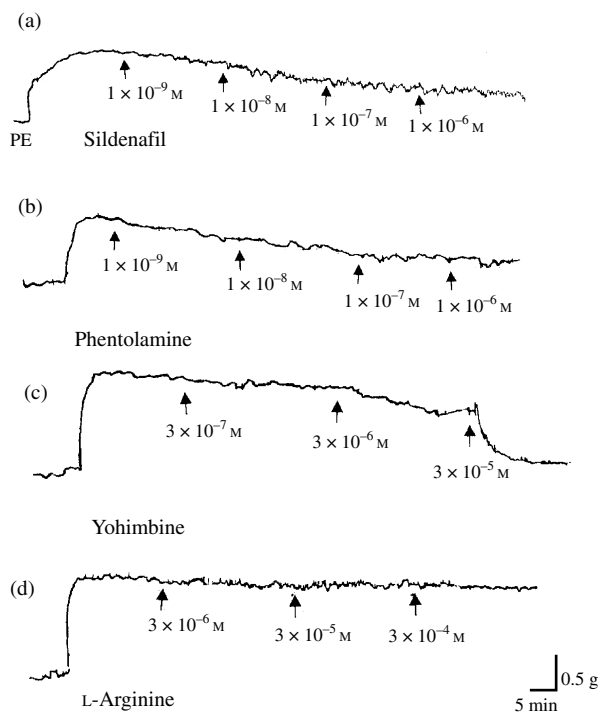 (a)
1 × 10⁻⁹ M
1 × 10⁻⁸ M
1 × 10⁻⁷ M
1 × 10⁻⁶ M
PE
Sildenafil
(b)
1 × 10⁻⁹ M
1 × 10⁻⁸ M
1 × 10⁻⁷ M
1 × 10⁻⁶ M
Phentolamine
(c)
3 × 10⁻⁷ M
3 × 10⁻⁶ M
3 × 10⁻⁵ M
Yohimbine
(d)
3 × 10⁻⁶ M
3 × 10⁻⁵ M
3 × 10⁻⁴ M
0.5 g
5 min
L-Arginine